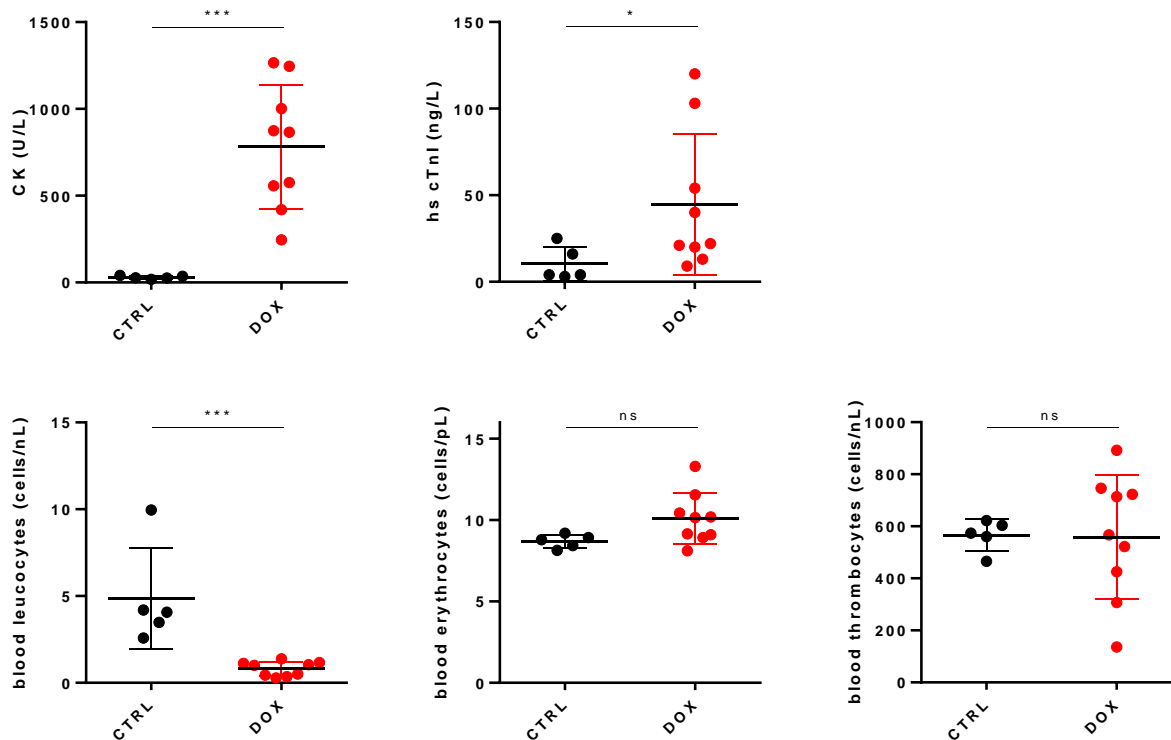 ***
1500
1000
500
0
CK (U/L)
CTRL
DOX
*
150
100
50
0
hs cTnI (ng/L)
CTRL
DOX
***
15
10
5
0
blood leucocytes (cells/nL)
CTRL
DOX
ns
15
10
5
0
blood erythrocytes (cells/pL)
CTRL
DOX
ns
1000
800
600
400
200
0
blood thrombocytes (cells/nL)
CTRL
DOX